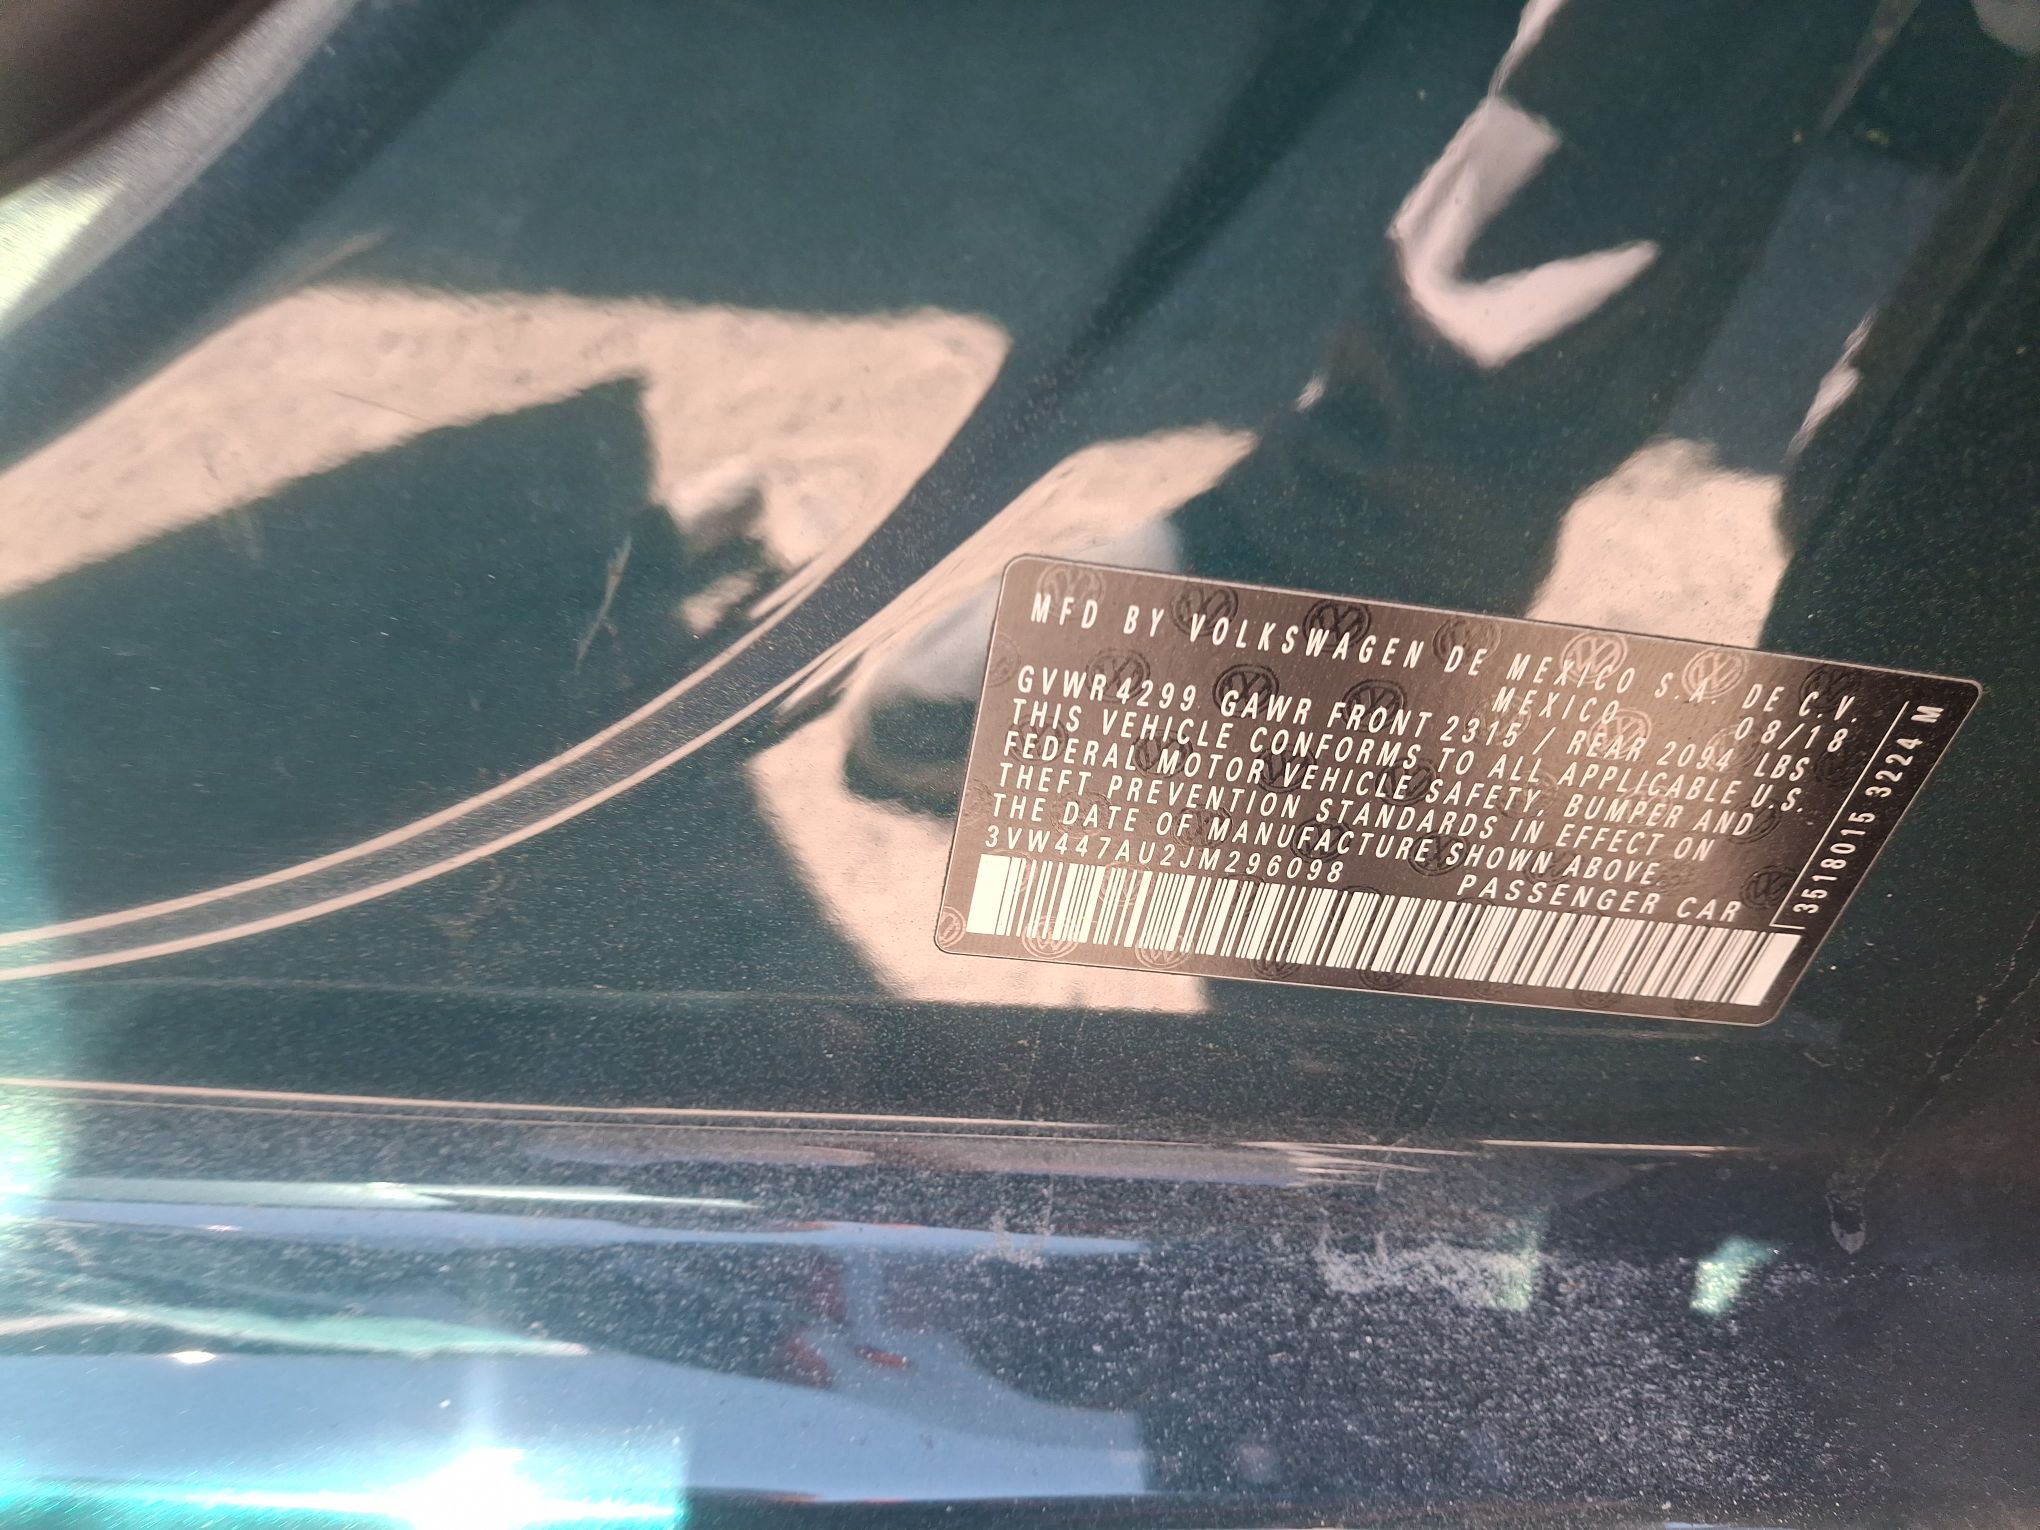 MFD BY VOLKSWAGEN DE MEXICO S.A. DE C.V.
MEXICO 08/18
GVWR 4299 GAWR FRONT 2315 / REAR 2094 LBS
THIS VEHICLE CONFORMS TO ALL APPLICABLE U.S.
FEDERAL MOTOR VEHICLE SAFETY, BUMPER AND
THEFT PREVENTION STANDARDS IN EFFECT ON
THE DATE OF MANUFACTURE SHOWN ABOVE.
3VW447AU2JM296098 PASSENGER CAR
3518015 3224 M